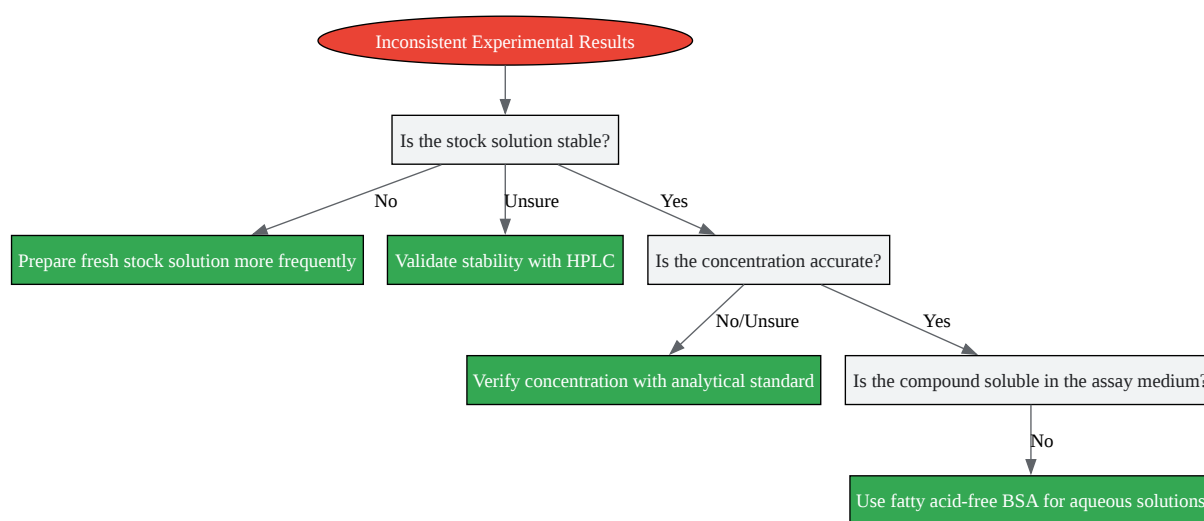 Inconsistent Experimental Results
Is the stock solution stable?
No
Unsure
Yes
Prepare fresh stock solution more frequently
Validate stability with HPLC
Is the concentration accurate?
No/Unsure
Yes
Verify concentration with analytical standard
Is the compound soluble in the assay medium?
No
Use fatty acid-free BSA for aqueous solutions